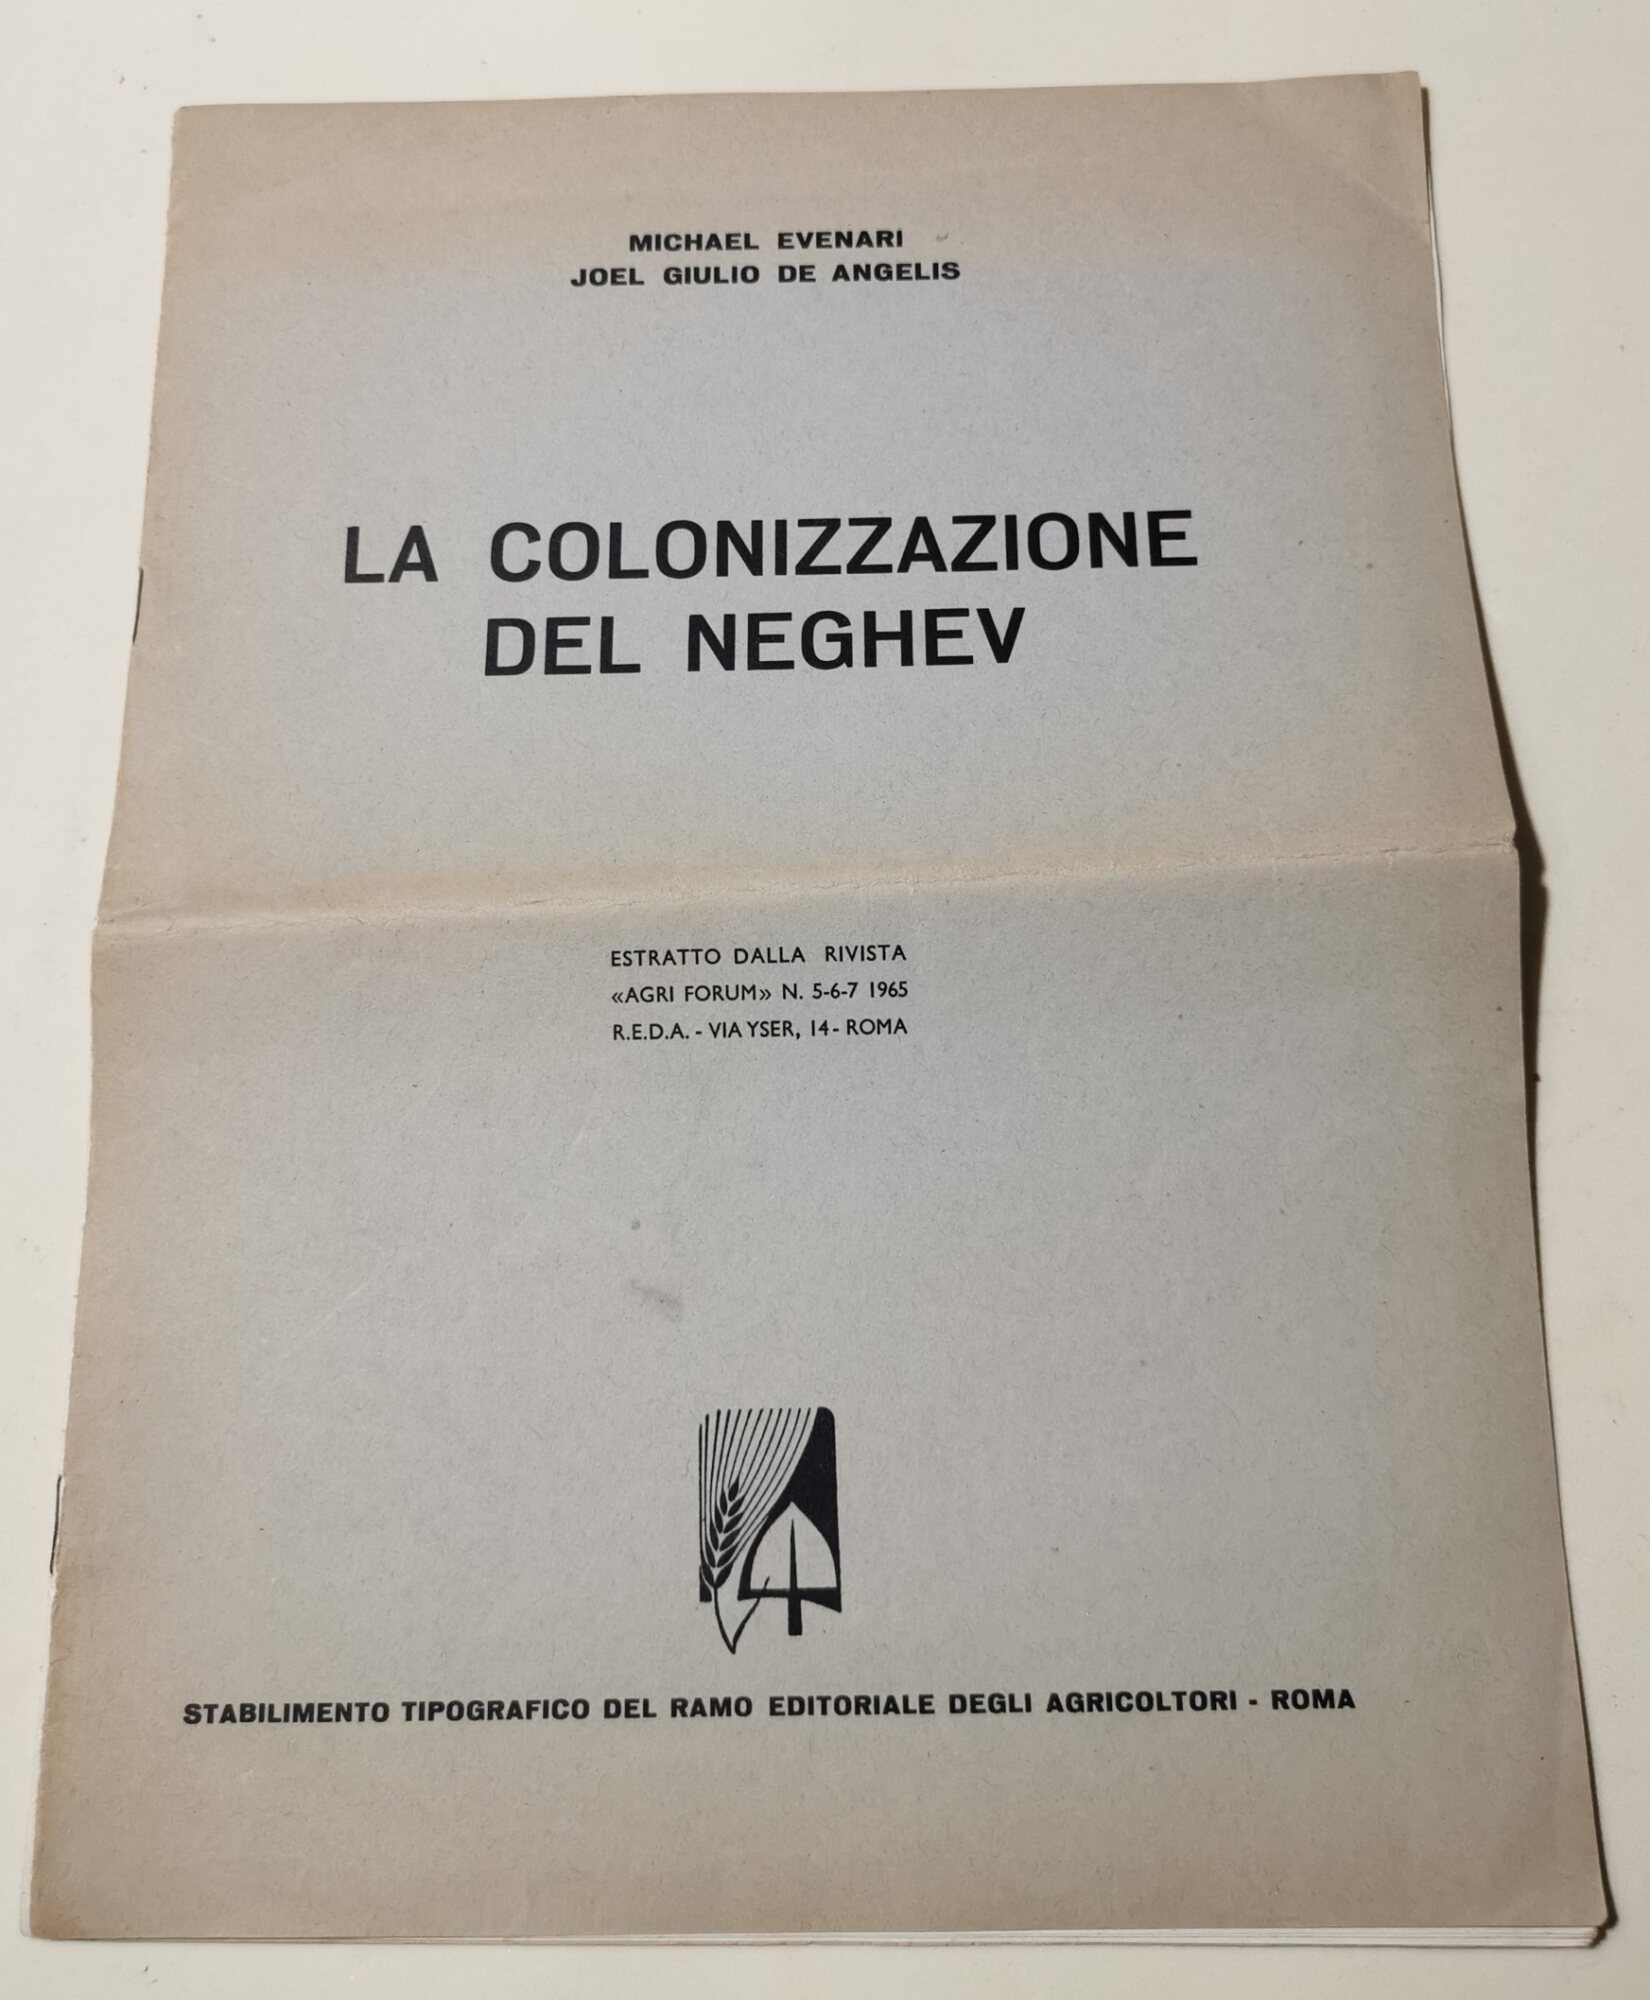 MICHAEL EVENARI
JOEL GIULIO DE ANGELIS
LA COLONIZZAZIONE
DEL NEGHEV
ESTRATTO DALLA RIVISTA
«AGRI FORUM» N. 5-6-7 1965
R.E.D.A. - VIA YSER, 14 - ROMA
STABILIMENTO TIPOGRAFICO DEL RAMO EDITORIALE DEGLI AGRICOLTORI - ROMA